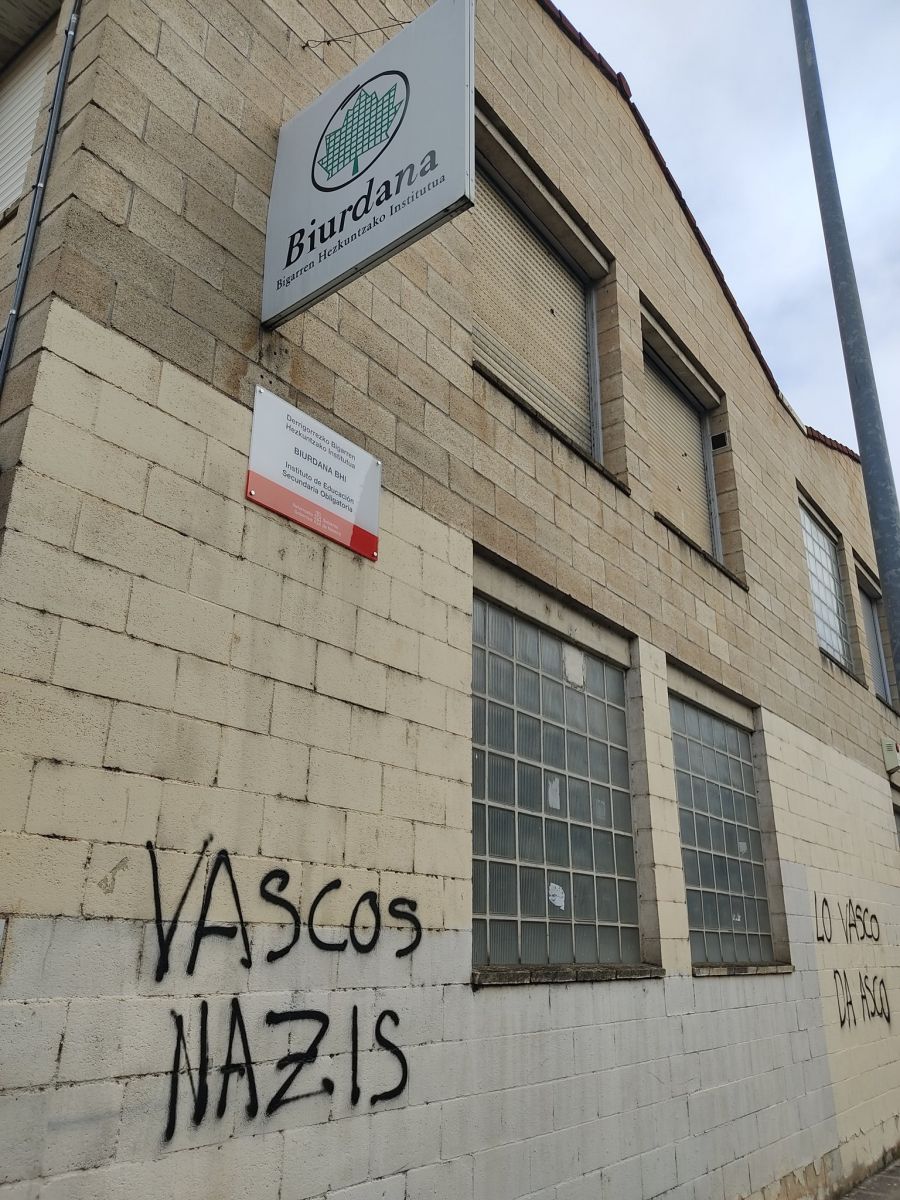 Biurdana
Bigarren Hezkuntzako Institutua
Derrigorrezko Bigarren
Hezkuntzako Institutua
BIURDANA BHI
Instituto de Educación
Secundaria Obligatoria
VASCOS
NAZIS
LO VASCO
DA ASCO